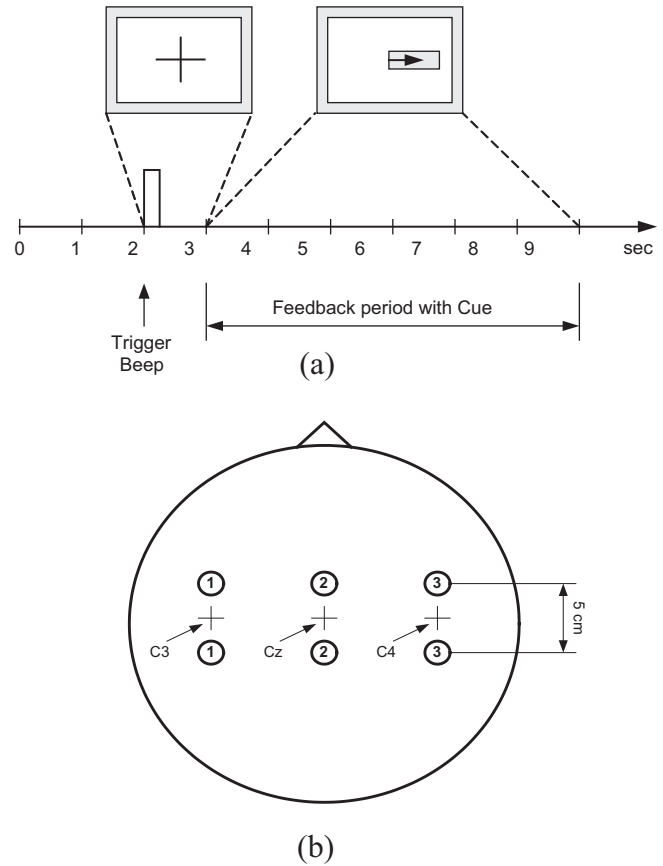 0 1 2 3 4 5 6 7 8 9 sec
Feedback period with Cue
Trigger
Beep
(a)
1 2 3
C3 Cz C4
5 cm
1 2 3
(b)